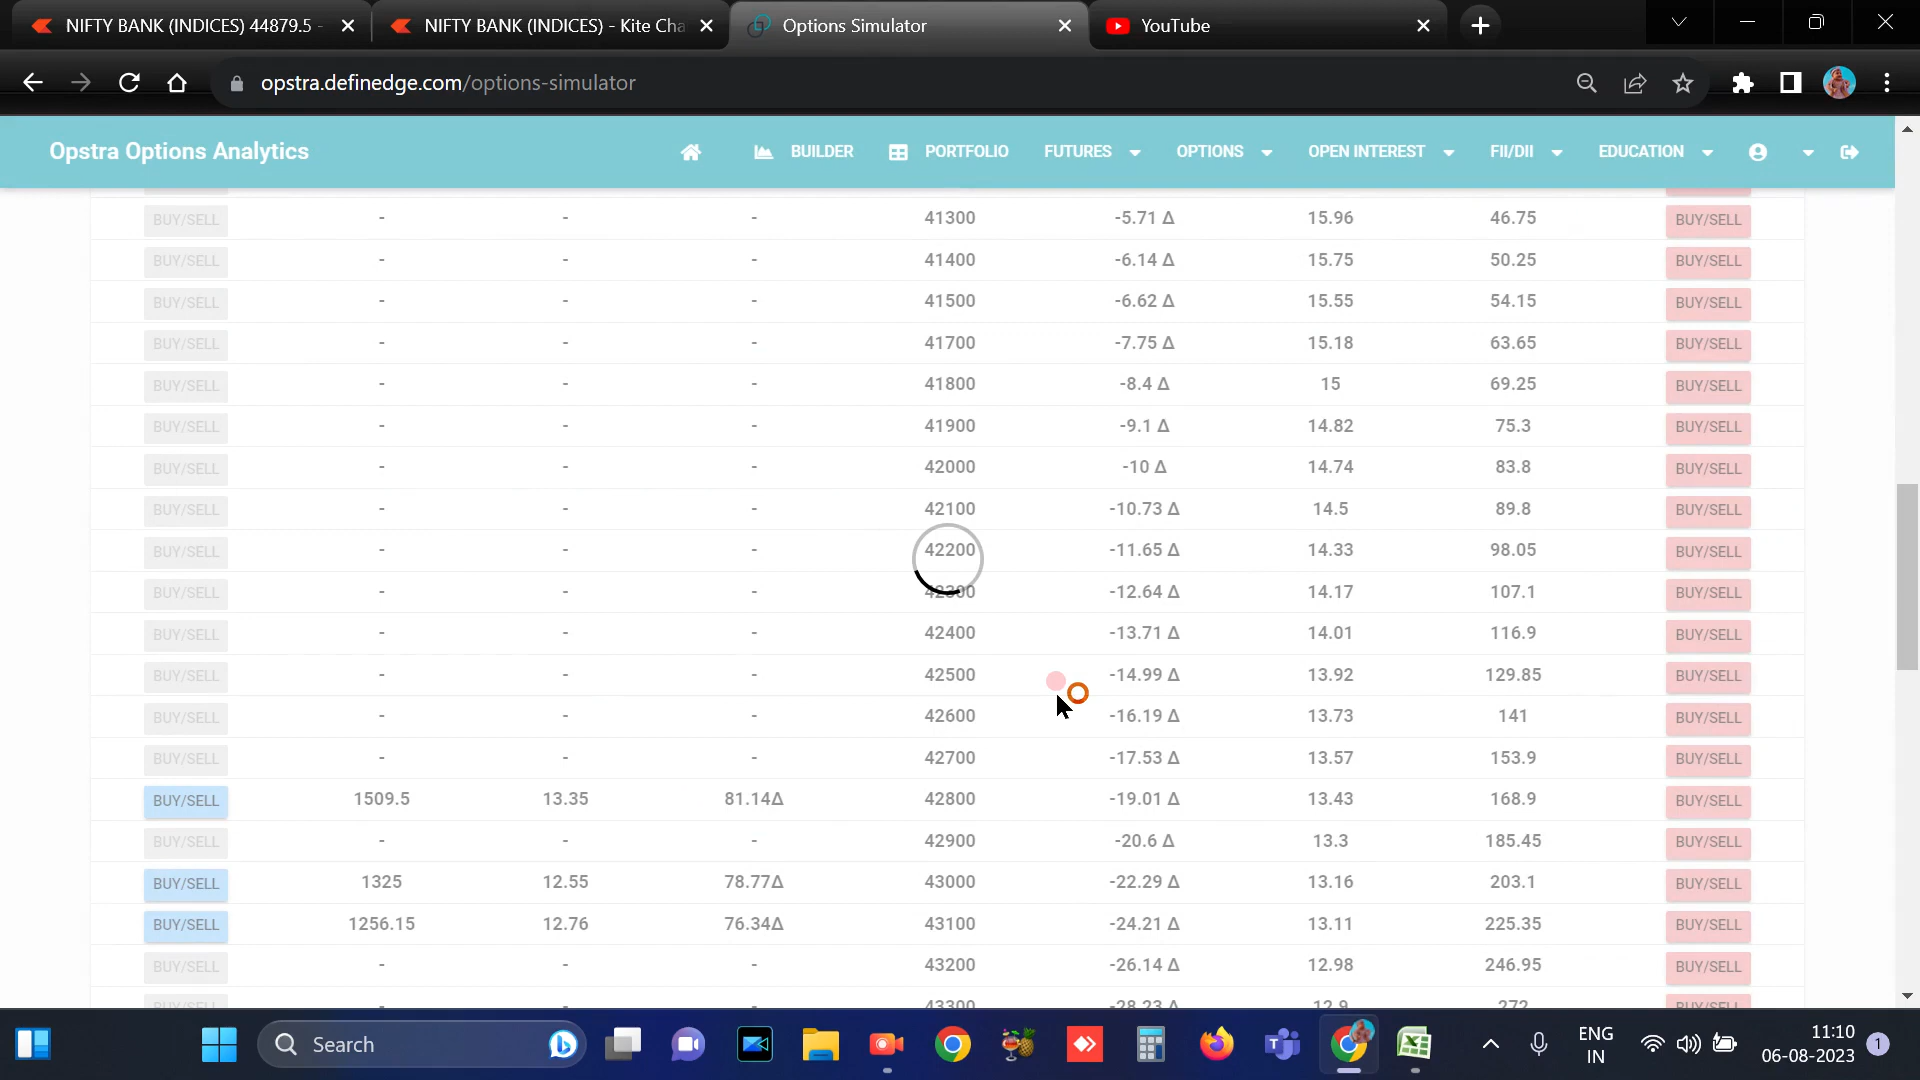 NIFTY BANK (INDICES) 44879.5 -
NIFTY BANK (INDICES) - Kite Cha
Options Simulator
YouTube
opstra.definedge.com/options-simulator
Opstra Options Analytics
BUILDER
PORTFOLIO
FUTURES
OPTIONS
OPEN INTEREST
FII/DII
EDUCATION
BUY/SELL - - - 41300 -5.71 Δ 15.96 46.75 BUY/SELL
BUY/SELL - - - 41400 -6.14 Δ 15.75 50.25 BUY/SELL
BUY/SELL - - - 41500 -6.62 Δ 15.55 54.15 BUY/SELL
BUY/SELL - - - 41700 -7.75 Δ 15.18 63.65 BUY/SELL
BUY/SELL - - - 41800 -8.4 Δ 15 69.25 BUY/SELL
BUY/SELL - - - 41900 -9.1 Δ 14.82 75.3 BUY/SELL
BUY/SELL - - - 42000 -10 Δ 14.74 83.8 BUY/SELL
BUY/SELL - - - 42100 -10.73 Δ 14.5 89.8 BUY/SELL
BUY/SELL - - - 42200 -11.65 Δ 14.33 98.05 BUY/SELL
BUY/SELL - - - 42300 -12.64 Δ 14.17 107.1 BUY/SELL
BUY/SELL - - - 42400 -13.71 Δ 14.01 116.9 BUY/SELL
BUY/SELL - - - 42500 -14.99 Δ 13.92 129.85 BUY/SELL
BUY/SELL - - - 42600 -16.19 Δ 13.73 141 BUY/SELL
BUY/SELL - - - 42700 -17.53 Δ 13.57 153.9 BUY/SELL
BUY/SELL 1509.5 13.35 81.14Δ 42800 -19.01 Δ 13.43 168.9 BUY/SELL
BUY/SELL - - - 42900 -20.6 Δ 13.3 185.45 BUY/SELL
BUY/SELL 1325 12.55 78.77Δ 43000 -22.29 Δ 13.16 203.1 BUY/SELL
BUY/SELL 1256.15 12.76 76.34Δ 43100 -24.21 Δ 13.11 225.35 BUY/SELL
BUY/SELL - - - 43200 -26.14 Δ 12.98 246.95 BUY/SELL
BUY/SELL - - - 43300 -28.23 Δ 12.9 272 BUY/SELL
Search
ENG
IN
11:10
06-08-2023
1